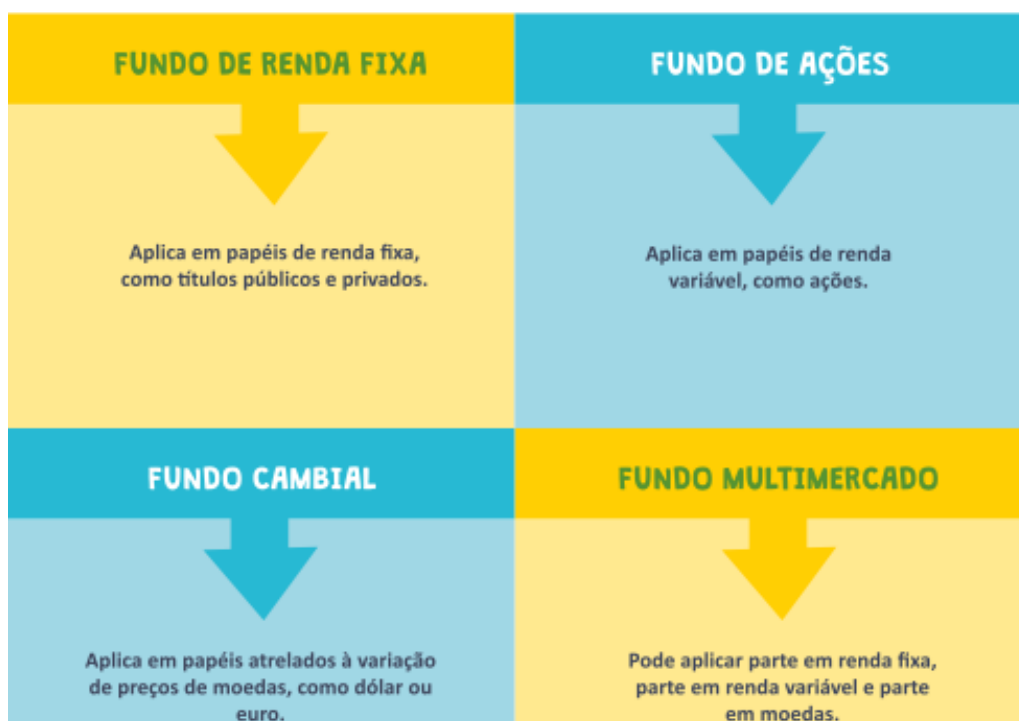 FUNDO DE RENDA FIXA
Aplica em papéis de renda fixa,
como títulos públicos e privados.
FUNDO DE AÇÕES
Aplica em papéis de renda
variável, como ações.
FUNDO CAMBIAL
Aplica em papéis atrelados à variação
de preços de moedas, como dólar ou
euro.
FUNDO MULTIMERCADO
Pode aplicar parte em renda fixa,
parte em renda variável e parte
em moedas.